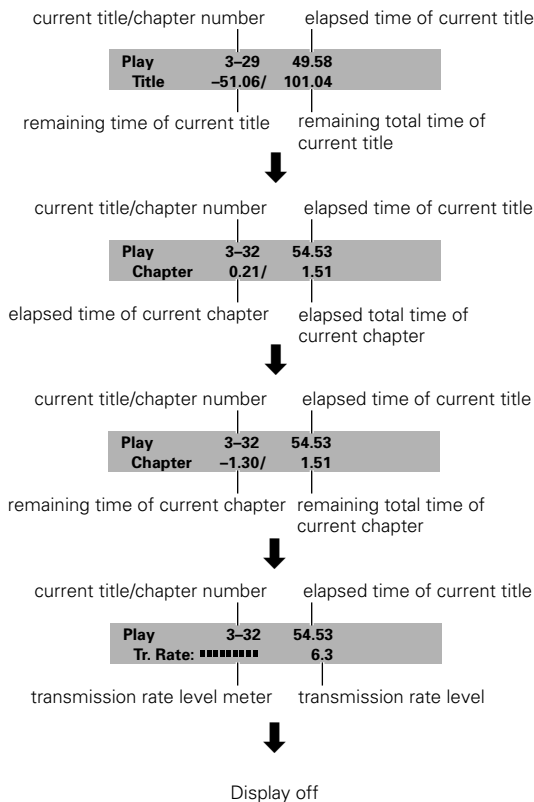 current title/chapter number elapsed time of current title
Play 3–29 49.58
Title –51.06/ 101.04
remaining time of current title remaining total time of
current title
current title/chapter number elapsed time of current title
Play 3–32 54.53
Chapter 0.21/ 1.51
elapsed time of current chapter elapsed total time of
current chapter
current title/chapter number elapsed time of current title
Play 3–32 54.53
Chapter –1.30/ 1.51
remaining time of current chapter remaining total time of
current chapter
current title/chapter number elapsed time of current title
Play 3–32 54.53
Tr. Rate: 6.3
transmission rate level meter transmission rate level
Display off